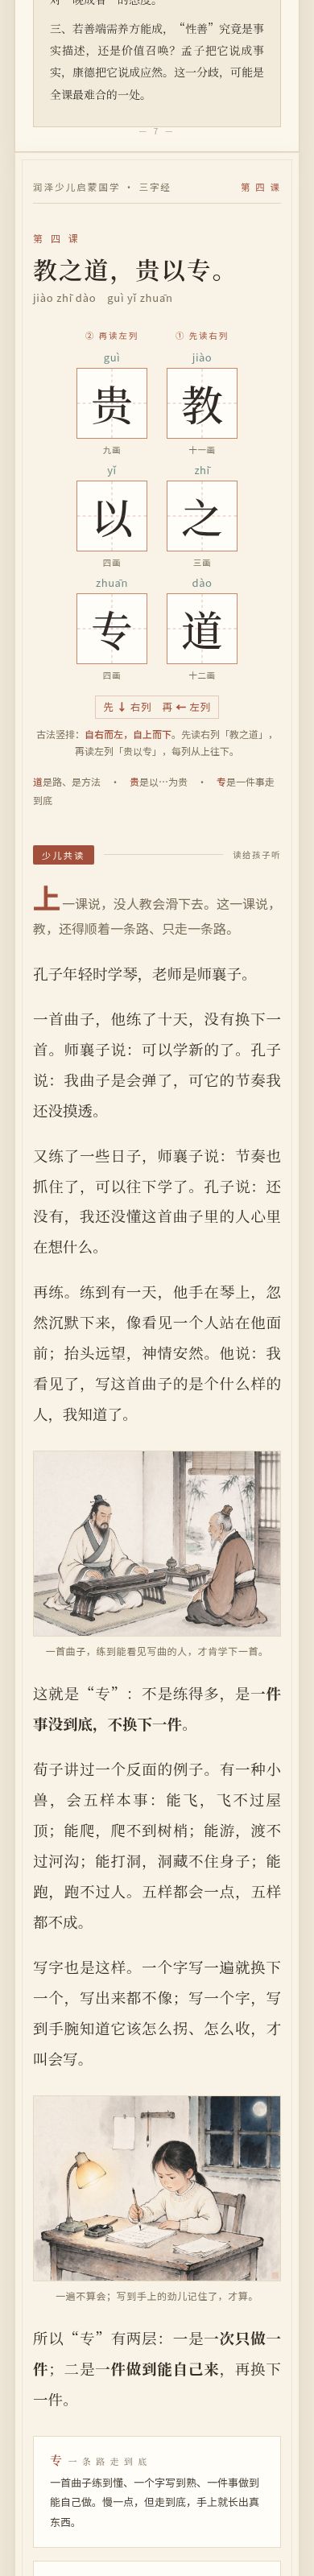 三、若善端需养方能成，“性善”究竟是事
实描述，还是价值召唤？孟子把它说成事
实，康德把它说成应然。这一分歧，可能是
全课最难合的一处。
— 7 —
润泽少儿启蒙国学 · 三字经
第四课
第四课
教之道，贵以专。
jiào zhī dào guì yǐ zhuān
② 再读左列
① 先读右列
jiào
教
十一画
zhī
之
三画
dào
道
十二画
guì
贵
九画
yǐ
以
四画
zhuān
专
四画
先 ↓ 右列 再 ← 左列
古法竖排：自右而左，自上而下。先读右列「教之道」，
再读左列「贵以专」，每列从上往下。
道是路、是方法 · 贵是以…为贵 · 专是一件事走
到底
少儿共读
读给孩子听
上一课说，没人教会滑下去。这一课说，
教，还得顺着一条路、只走一条路。
孔子年轻时学琴，老师是师襄子。
一首曲子，他练了十天，没有换下一
首。师襄子说：可以学新的了。孔子
说：我曲子是会弹了，可它的节奏我
还没摸透。
又练了一些日子，师襄子说：节奏也
抓住了，可以往下学了。孔子说：还
没有，我还没懂这首曲子里的人心里
在想什么。
再练。练到有一天，他手在琴上，忽
然沉默下来，像看见一个人站在他面
前；抬头远望，神情安然。他说：我
看见了，写这首曲子的是个什么样的
人，我知道了。
一首曲子，练到能看见写曲的人，才肯学下一首。
这就是“专”：不是练得多，是一件
事没到底，不换下一件。
荀子讲过一个反面的例子。有一种小
兽，会五样本事：能飞，飞不过屋
顶；能爬，爬不到树梢；能游，渡不
过河沟；能打洞，洞藏不住身子；能
跑，跑不过人。五样都会一点，五样
都不成。
写字也是这样。一个字写一遍就换下
一个，写出来都不像；写一个字，写
到手腕知道它该怎么拐、怎么收，才
叫会写。
一遍不算会；写到手上的劲儿记住了，才算。
所以“专”有两层：一是一次只做一
件；二是一件做到能自己来，再换下
一件。
专 一条路走到底
一首曲子练到懂、一个字写到熟、一件事做到
能自己做。慢一点，但走到底，手上就长出真
东西。